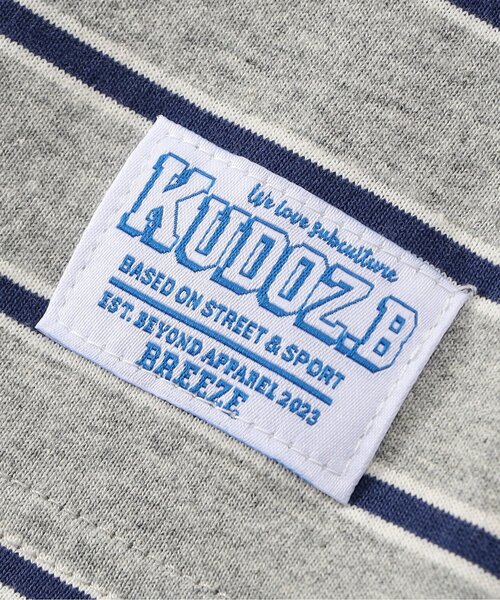 We love subculture
KUDOZ.B
BASED ON STREET & SPORT
EST. BEYOND APPAREL 2023
BREEZE